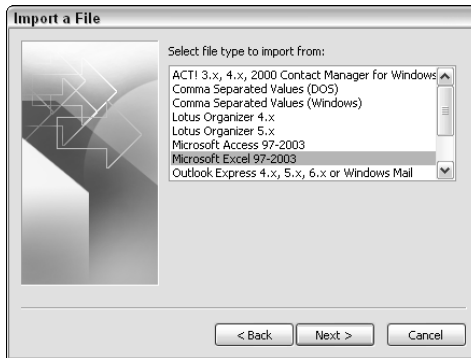 Import a File
Select file type to import from:
ACT! 3.x, 4.x, 2000 Contact Manager for Windows
Comma Separated Values (DOS)
Comma Separated Values (Windows)
Lotus Organizer 4.x
Lotus Organizer 5.x
Microsoft Access 97-2003
Microsoft Excel 97-2003
Outlook Express 4.x, 5.x, 6.x or Windows Mail
< Back Next > Cancel